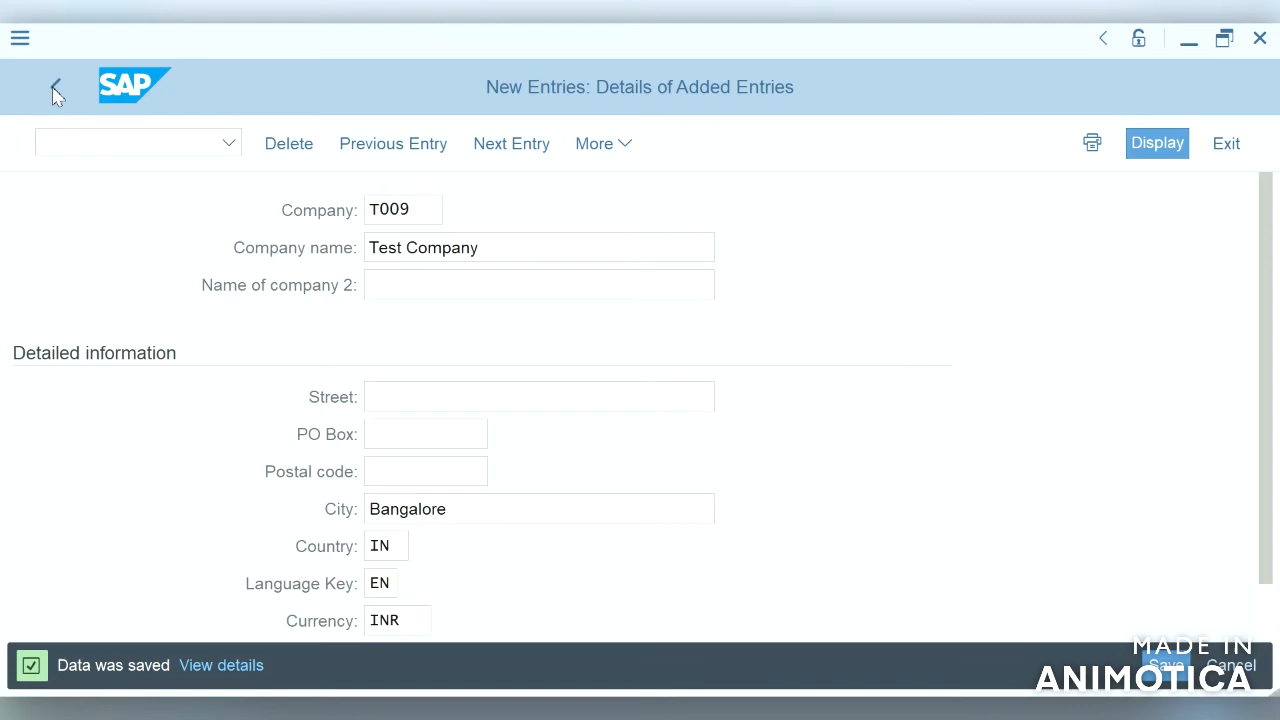 SAP
New Entries: Details of Added Entries
Delete Previous Entry Next Entry More Display Exit
Company: T009
Company name: Test Company
Name of company 2:
Detailed information
Street:
PO Box:
Postal code:
City: Bangalore
Country: IN
Language Key: EN
Currency: INR
Data was saved View details Save Cancel
MADE IN
ANIMOTICA